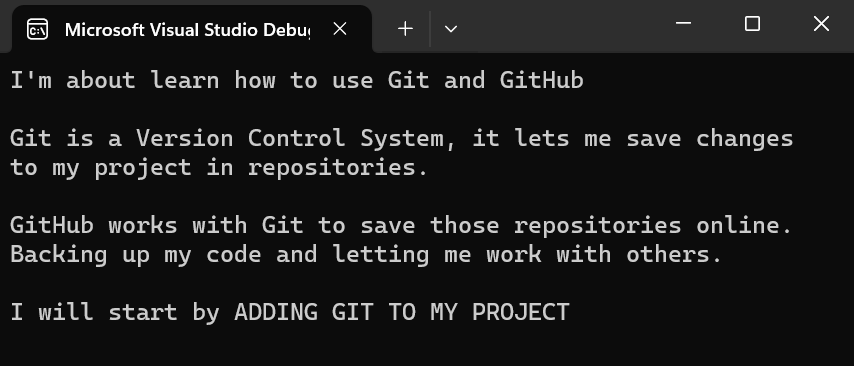 Microsoft Visual Studio Debug
I'm about learn how to use Git and GitHub
Git is a Version Control System, it lets me save changes
to my project in repositories.
GitHub works with Git to save those repositories online.
Backing up my code and letting me work with others.
I will start by ADDING GIT TO MY PROJECT